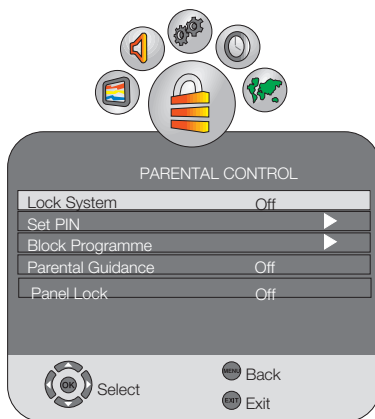 PARENTAL CONTROL
Lock System Off
Set PIN
Block Programme
Parental Guidance Off
Panel Lock Off
OK Select
MENU Back
EXIT Exit